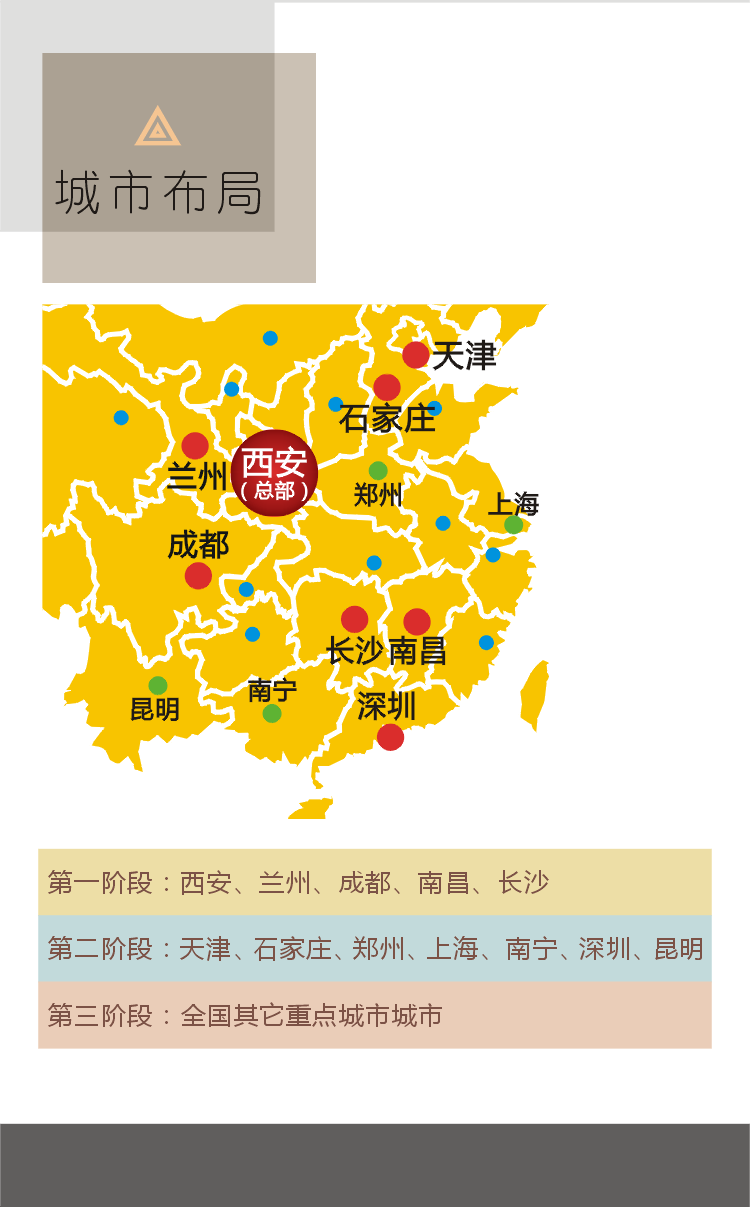 城市布局
天津
石家庄
兰州
西安
（总部）
郑州
上海
成都
长沙
南昌
南宁
昆明
深圳
第一阶段：西安、兰州、成都、南昌、长沙
第二阶段：天津、石家庄、郑州、上海、南宁、深圳、昆明
第三阶段：全国其它重点城市城市